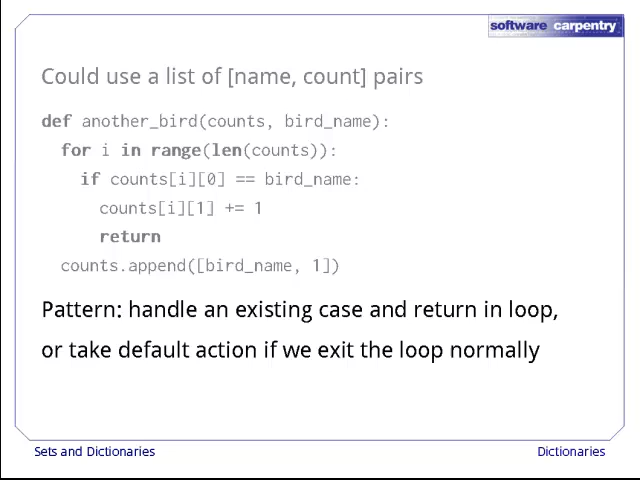 software carpentry
Could use a list of [name, count] pairs
def another_bird(counts, bird_name):
for i in range(len(counts)):
if counts[i][0] == bird_name:
counts[i][1] += 1
return
counts.append([bird_name, 1])
Pattern: handle an existing case and return in loop,
or take default action if we exit the loop normally
Sets and Dictionaries
Dictionaries